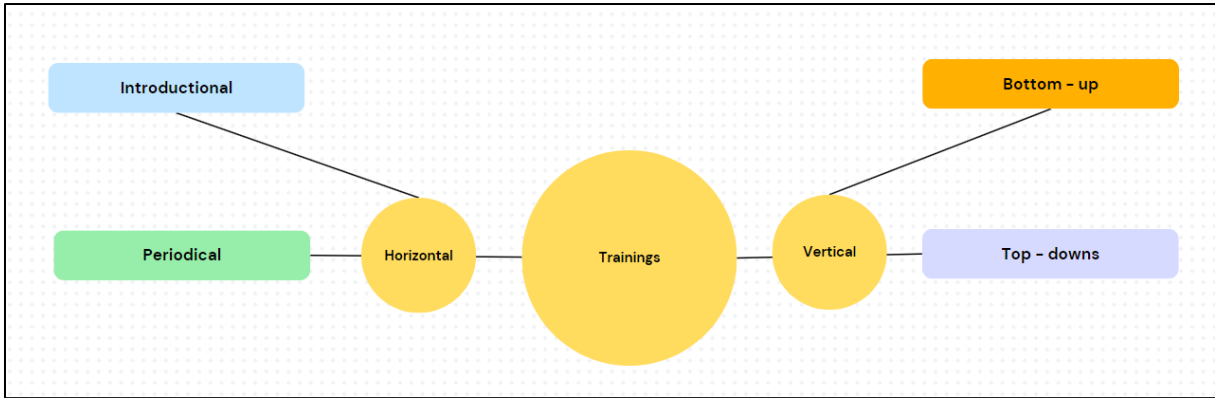 Introductional
Bottom - up
Periodical
Horizontal
Trainings
Vertical
Top - downs